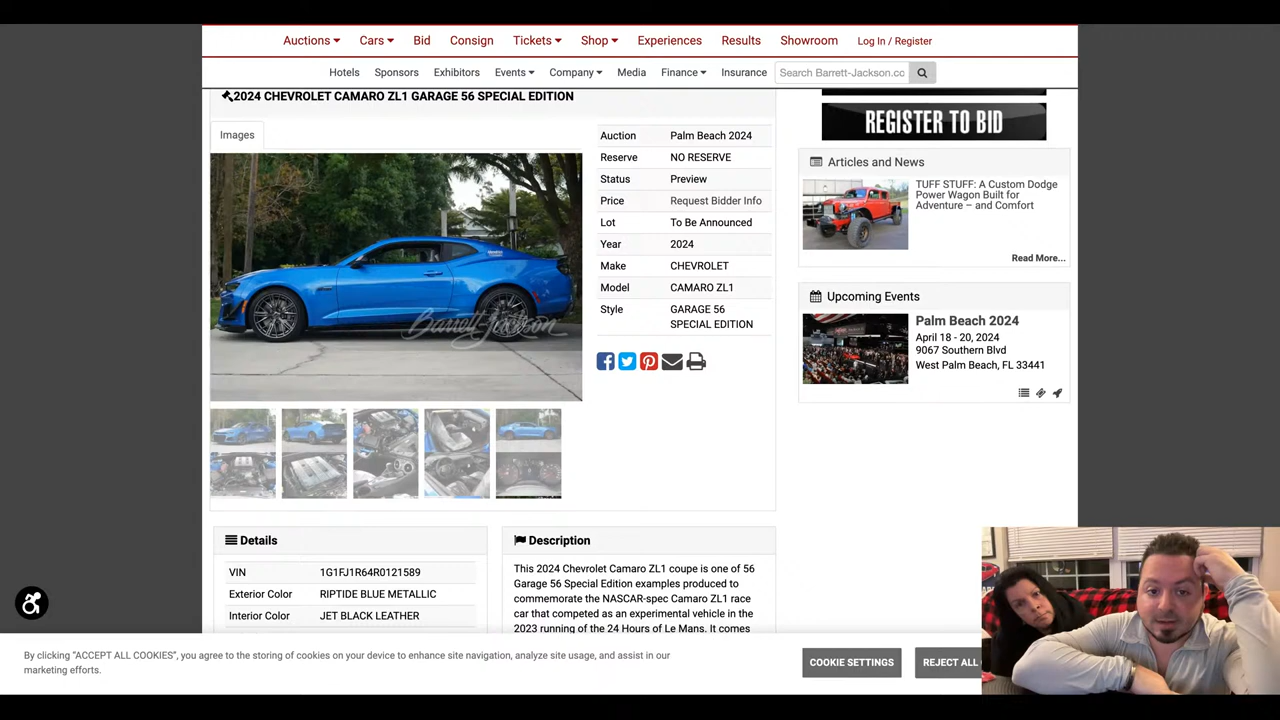 Auctions Cars Bid Consign Tickets Shop Experiences Results Showroom Log In / Register
Hotels Sponsors Exhibitors Events Company Media Finance Insurance Search Barrett-Jackson.cc
2024 CHEVROLET CAMARO ZL1 GARAGE 56 SPECIAL EDITION
Images
Auction Palm Beach 2024
Reserve NO RESERVE
Status Preview
Price Request Bidder Info
Lot To Be Announced
Year 2024
Make CHEVROLET
Model CAMARO ZL1
Style GARAGE 56
SPECIAL EDITION
Barrett-Jackson
REGISTER TO BID
Articles and News
TUFF STUFF: A Custom Dodge
Power Wagon Built for
Adventure – and Comfort
Read More...
Upcoming Events
Palm Beach 2024
April 18 - 20, 2024
9067 Southern Blvd
West Palm Beach, FL 33441
Details
VIN 1G1FJ1R64R0121589
Exterior Color RIPTIDE BLUE METALLIC
Interior Color JET BLACK LEATHER
Description
This 2024 Chevrolet Camaro ZL1 coupe is one of 56
Garage 56 Special Edition examples produced to
commemorate the NASCAR-spec Camaro ZL1 race
car that competed as an experimental vehicle in the
2023 running of the 24 Hours of Le Mans. It comes
By clicking “ACCEPT ALL COOKIES”, you agree to the storing of cookies on your device to enhance site navigation, analyze site usage, and assist in our
marketing efforts.
COOKIE SETTINGS
REJECT ALL